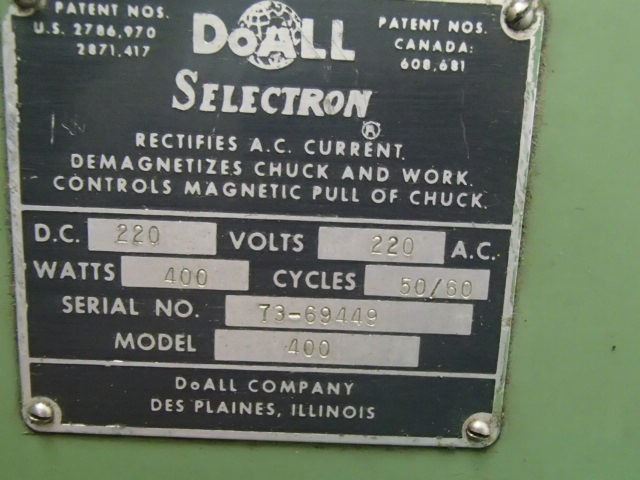 PATENT NOS.
U.S. 2786,970
2871,417
DOALL
PATENT NOS.
CANADA:
608,681
SELECTRON ®
RECTIFIES A.C. CURRENT.
DEMAGNETIZES CHUCK AND WORK.
CONTROLS MAGNETIC PULL OF CHUCK.
D.C. 220 VOLTS 220 A.C.
WATTS 400 CYCLES 50/60
SERIAL NO. 73-69449
MODEL 400
DOALL COMPANY
DES PLAINES, ILLINOIS